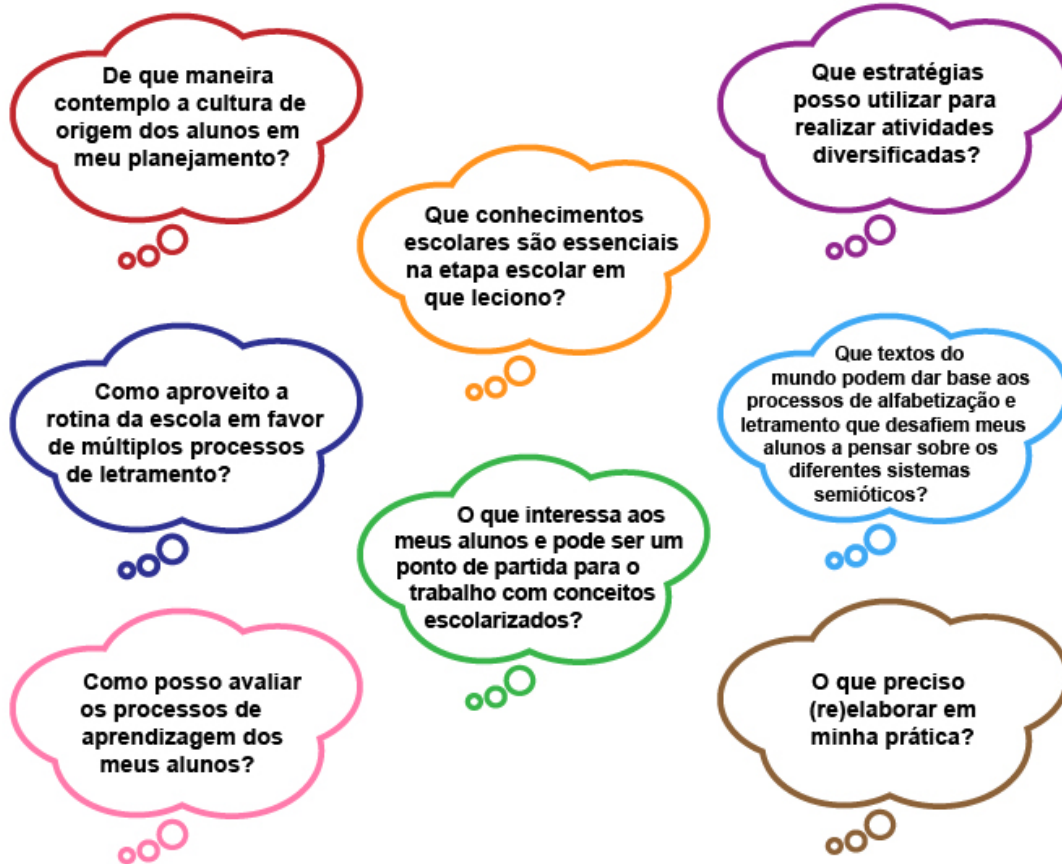 De que maneira
contemplo a cultura de
origem dos alunos em
meu planejamento?
Que estratégias
posso utilizar para
realizar atividades
diversificadas?
Que conhecimentos
escolares são essenciais
na etapa escolar em
que leciono?
Como aproveito a
rotina da escola em favor
de múltiplos processos
de letramento?
Que textos do
mundo podem dar base aos
processos de alfabetização e
letramento que desafiem meus
alunos a pensar sobre os
diferentes sistemas
semióticos?
O que interessa aos
meus alunos e pode ser um
ponto de partida para o
trabalho com conceitos
escolarizados?
Como posso avaliar
os processos de
aprendizagem dos
meus alunos?
O que preciso
(re)elaborar em
minha prática?